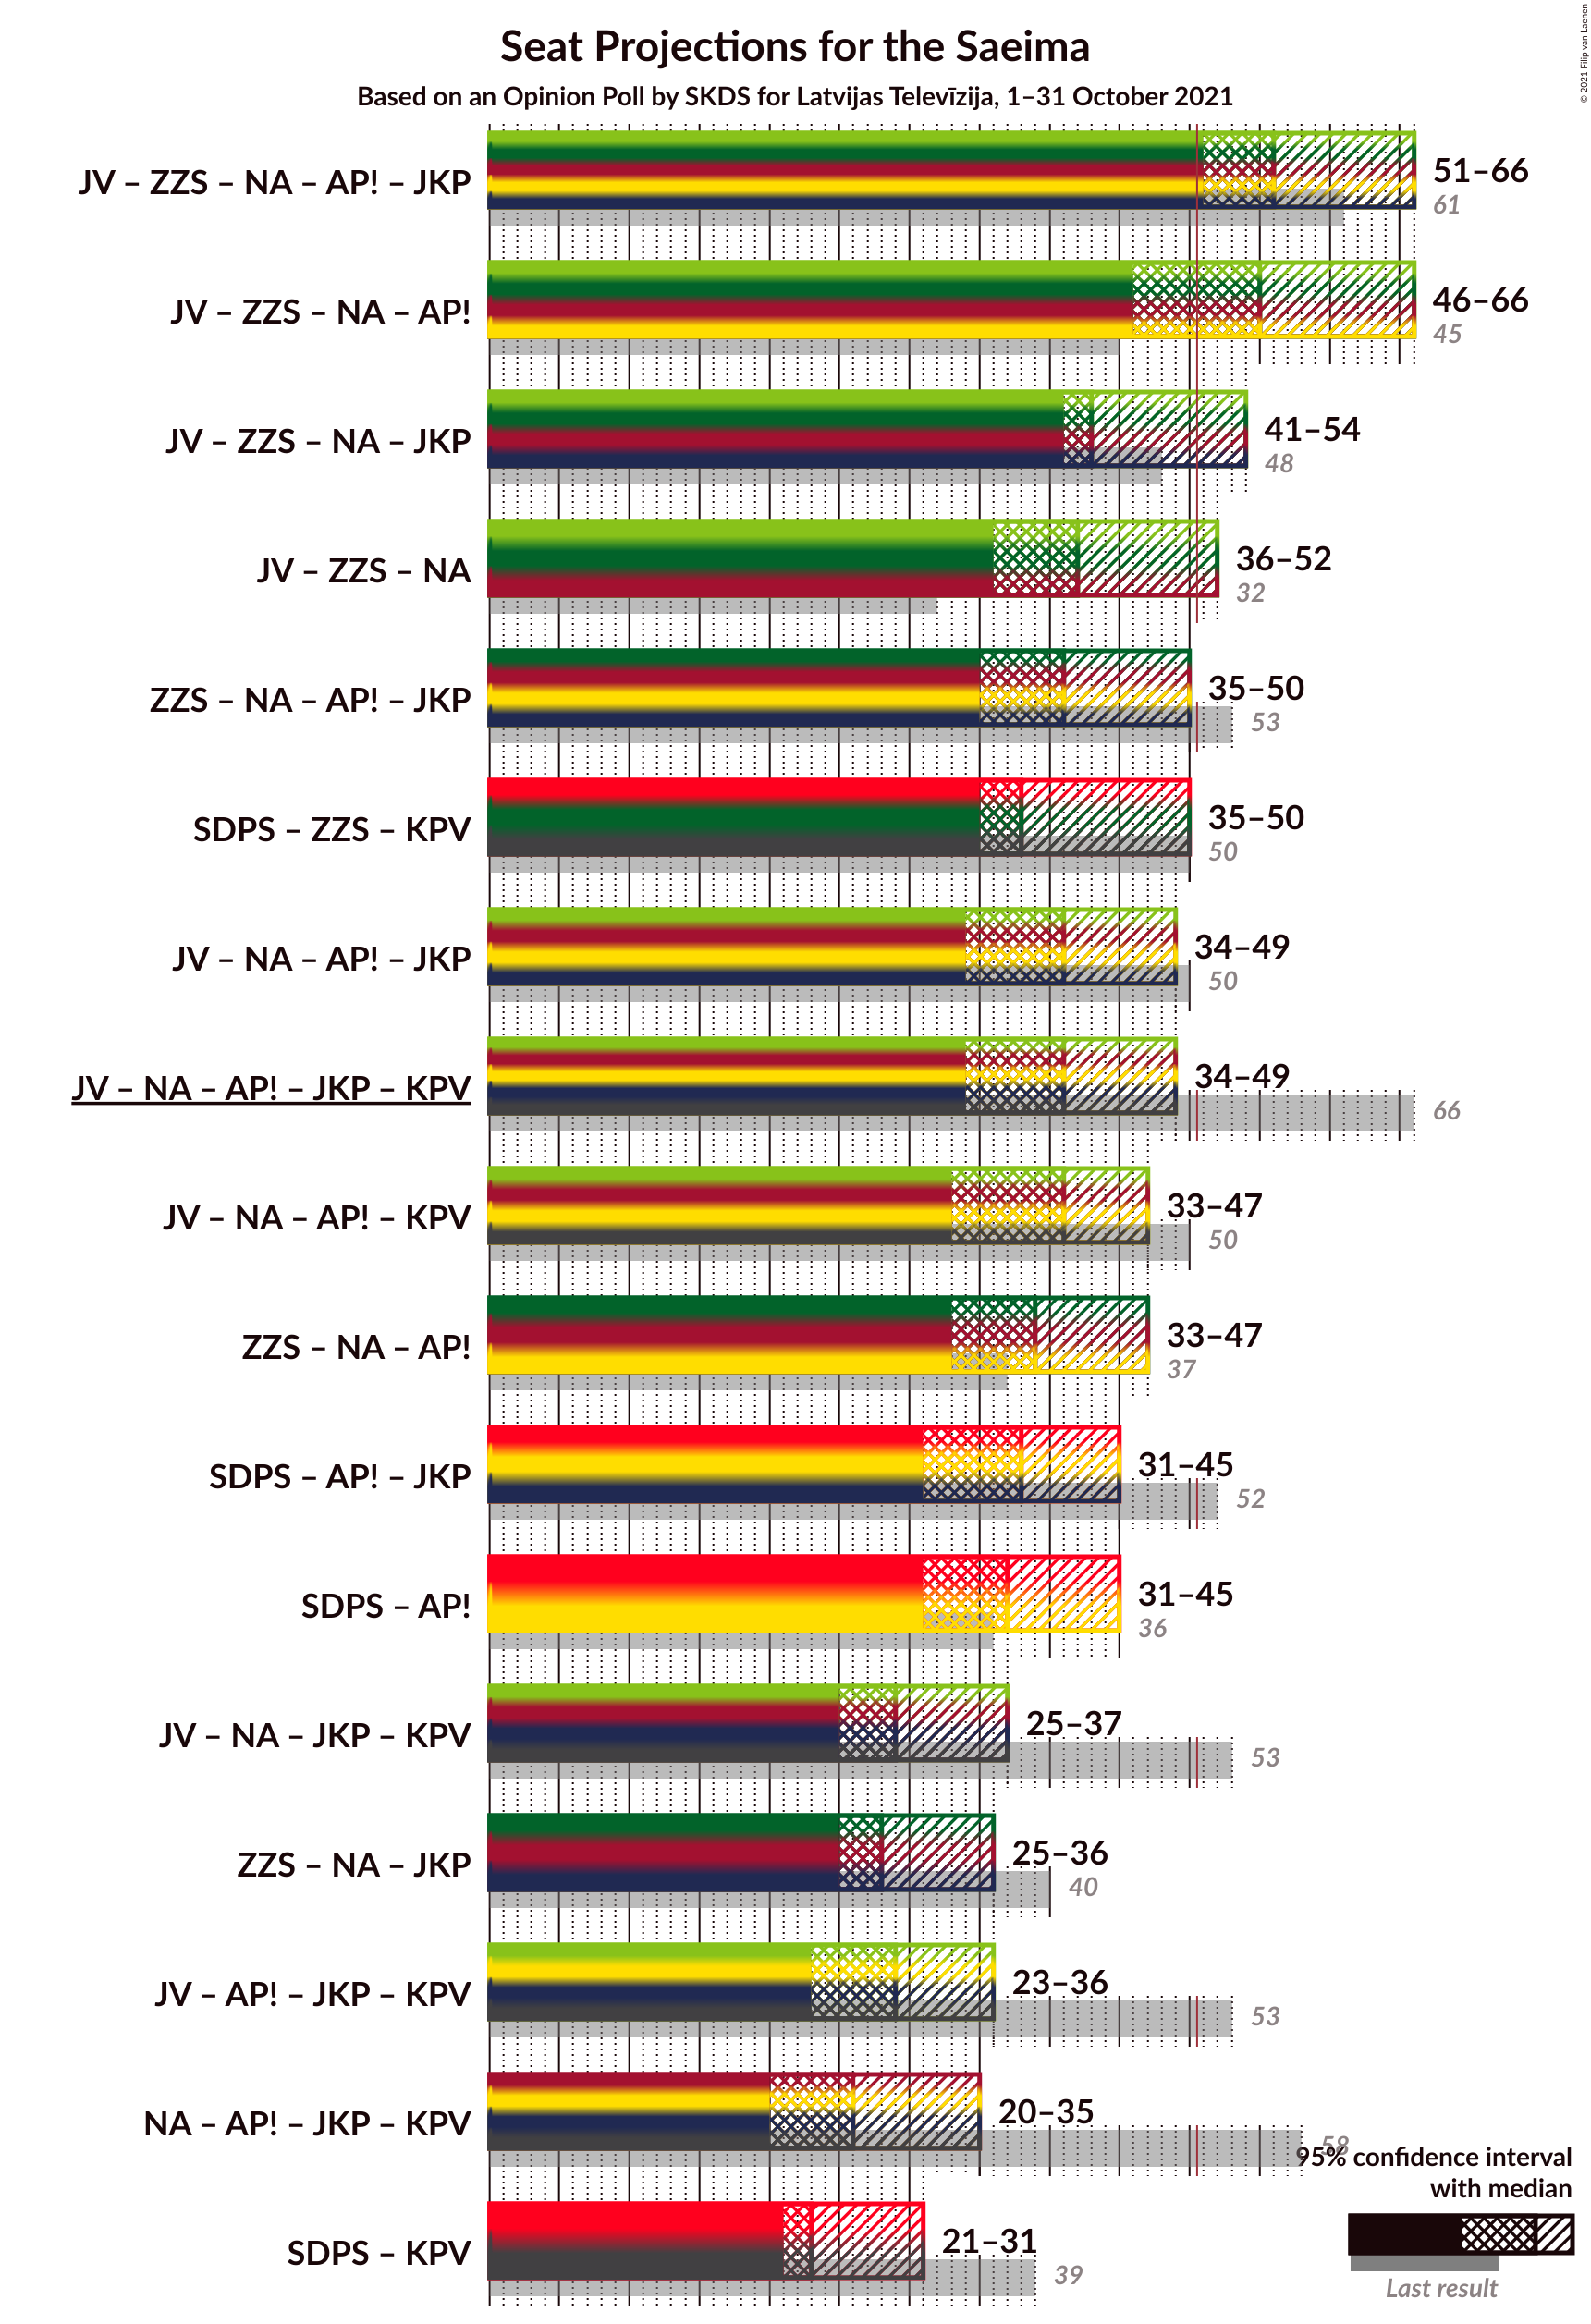 © 2021 Filip van Laenen
Seat Projections for the Saeima
Based on an Opinion Poll by SKDS for Latvijas Televīzija, 1–31 October 2021
JV – ZZS – NA – AP! – JKP
51–66
61
JV – ZZS – NA – AP!
46–66
45
JV – ZZS – NA – JKP
41–54
48
JV – ZZS – NA
36–52
32
ZZS – NA – AP! – JKP
35–50
53
SDPS – ZZS – KPV
35–50
50
JV – NA – AP! – JKP
34–49
50
JV – NA – AP! – JKP – KPV
34–49
66
JV – NA – AP! – KPV
33–47
50
ZZS – NA – AP!
33–47
37
SDPS – AP! – JKP
31–45
52
SDPS – AP!
31–45
36
JV – NA – JKP – KPV
25–37
53
ZZS – NA – JKP
25–36
40
JV – AP! – JKP – KPV
23–36
53
NA – AP! – JKP – KPV
20–35
58
SDPS – KPV
21–31
39
95% confidence interval
with median
Last result